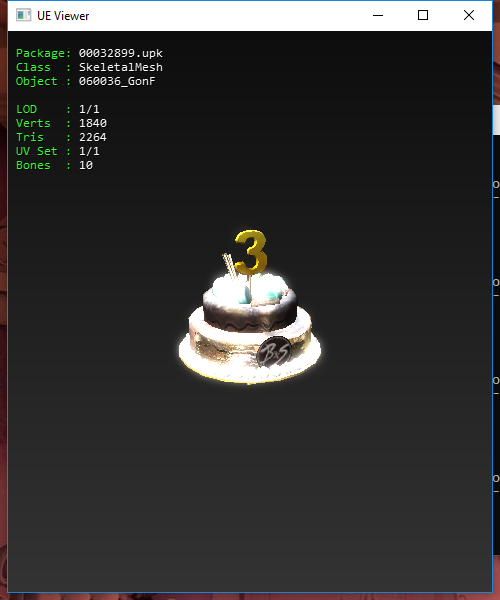 UE Viewer
Package: 00032899.upk
Class : SkeletalMesh
Object : 060036_GonF
LOD : 1/1
Verts : 1840
Tris : 2264
UV Set : 1/1
Bones : 10
3
B&S